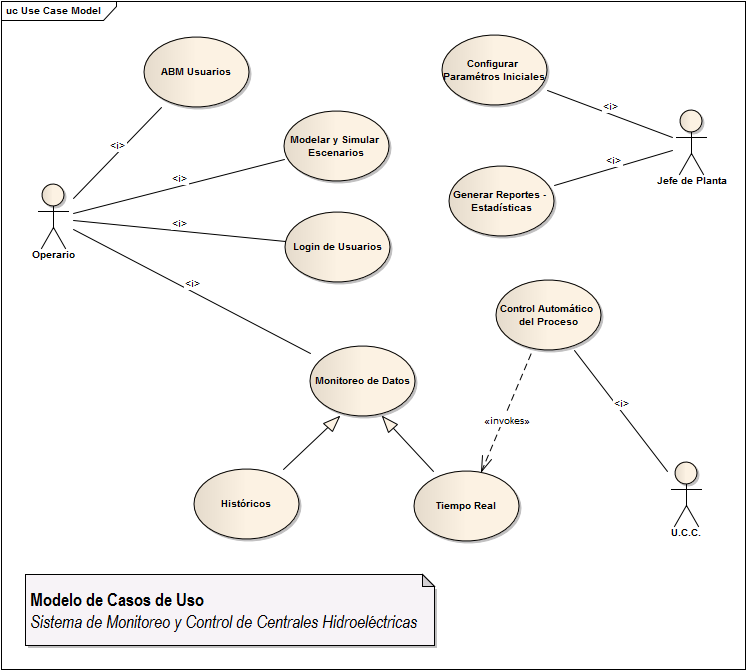 uc Use Case Model
ABM Usuarios
Configurar
Paramétros Iniciales
<i>
<i>
Modelar y Simular
Escenarios
<i>
<i>
Jefe de Planta
Generar Reportes -
Estadísticas
<i>
Login de Usuarios
Operario
<i>
Control Automático
del Proceso
Monitoreo de Datos
<i>
«invokes»
Históricos
Tiempo Real
U.C.C.
Modelo de Casos de Uso
Sistema de Monitoreo y Control de Centrales Hidroeléctricas